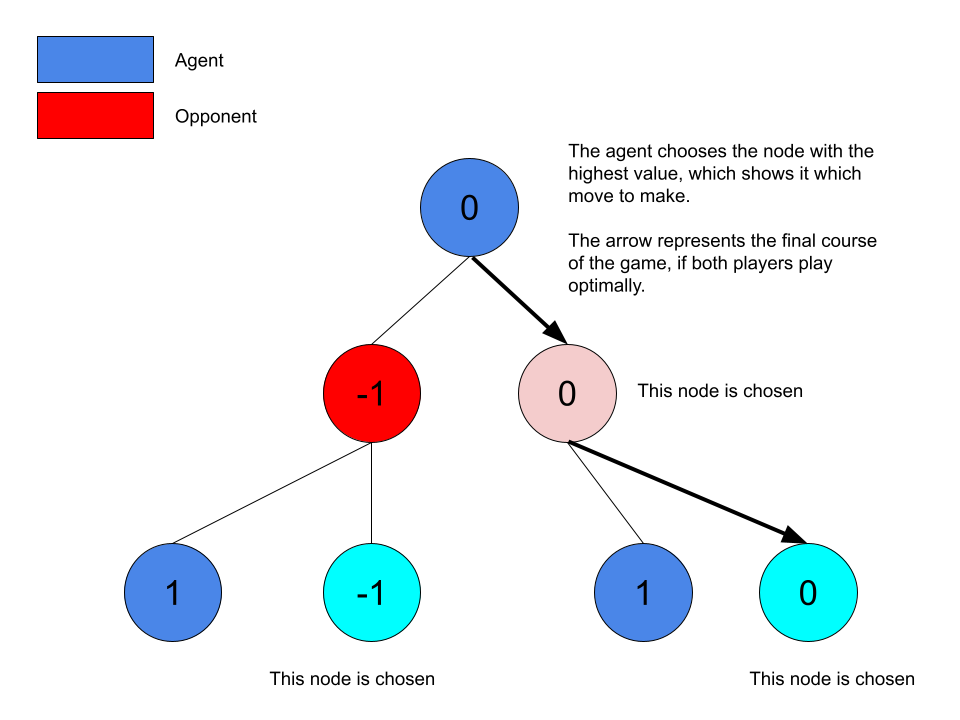 Agent
Opponent
The agent chooses the node with the
highest value, which shows it which
move to make.
The arrow represents the final course
of the game, if both players play
optimally.
0
-1
0
This node is chosen
1
-1
1
0
This node is chosen
This node is chosen